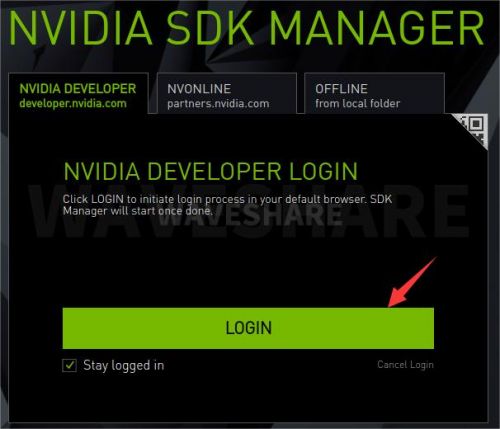 NVIDIA SDK MANAGER
NVIDIA DEVELOPER
developer.nvidia.com
NVONLINE
partners.nvidia.com
OFFLINE
from local folder
NVIDIA DEVELOPER LOGIN
Click LOGIN to initiate login process in your default browser. SDK
Manager will start once done.
WAVESHARE
WAVESHARE
LOGIN
Stay logged in
Cancel Login